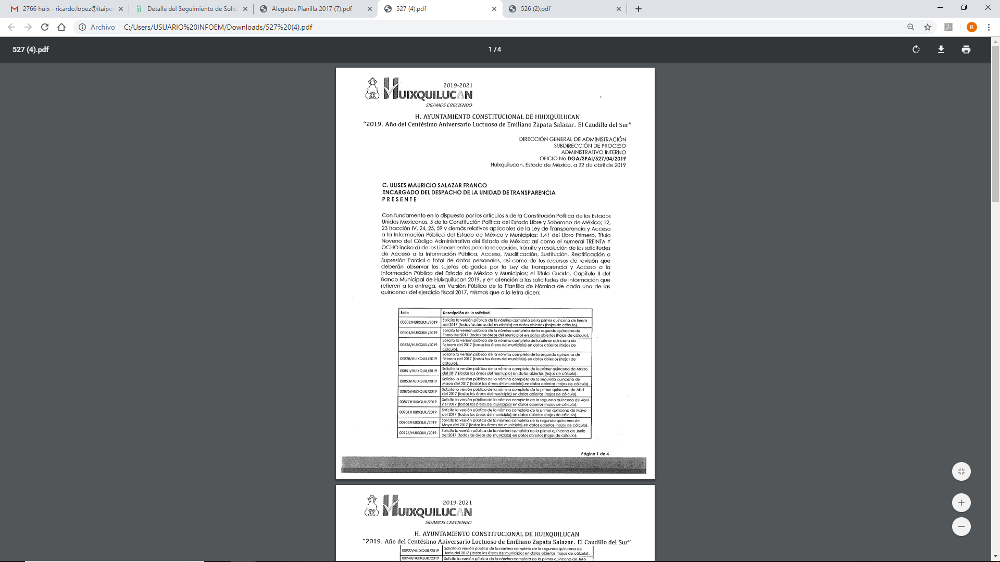 2766 huix - ricardo.lopez@itaiper
Detalle del Seguimiento de Solici
Alegatos Planilla 2017 (7).pdf
527 (4).pdf
526 (2).pdf
Archivo
C:/Users/USUARIO%20INFOEM/Downloads/527%20(4).pdf
R
527 (4).pdf
1 / 4
2019-2021
HUIXQUILUCAN
SIGAMOS CRECIENDO
H. AYUNTAMIENTO CONSTITUCIONAL DE HUIXQUILUCAN
"2019. Año del Centésimo Aniversario Luctuoso de Emiliano Zapata Salazar. El Caudillo del Sur"
DIRECCIÓN GENERAL DE ADMINISTRACIÓN
SUBDIRECCIÓN DE PROCESO
ADMINISTRATIVO INTERNO
OFICIO No DGA/SPAI/527/04/2019
Huixquilucan, Estado de México, a 22 de abril de 2019
C. ULISES MAURICIO SALAZAR FRANCO
ENCARGADO DEL DESPACHO DE LA UNIDAD DE TRANSPARENCIA
P R E S E N T E
Con fundamento en lo dispuesto por los artículos 6 de la Constitución Política de los Estados
Unidos Mexicanos, 5 de la Constitución Política del Estado Libre y Soberano de México; 12,
23 fracción IV, 24, 25, 59 y demás relativos aplicables de la Ley de Transparencia y Acceso
a la Información Pública del Estado de México y Municipios; 1.41 del Libro Primero, Título
Noveno del Código Administrativo del Estado de México; así como el numeral TREINTA Y
OCHO inciso d) de los Lineamientos para la recepción, trámite y resolución de las solicitudes
de Acceso a la Información Pública, Acceso, Modificación, Sustitución, Rectificación o
Supresión Parcial o total de datos personales, así como de los recursos de revisión que
deberán observar los sujetos obligados por la Ley de Transparencia y Acceso a la
Información Pública del Estado de México y Municipios; el Título Cuarto, Capítulo II del
Bando Municipal de Huixquilucan 2019, y en atención a las solicitudes de información que
refieren a la entrega, en Versión Pública de la Plantilla de Nómina de cada una de las
quincenas del ejercicio fiscal 2017, mismas que a la letra dicen:
Folio Descripción de la solicitud
00802/HUIXQUIL/2019 Solicito la versión pública de la nómina completa de la primer quincena de Enero
del 2017 (todas las áreas del municipio) en datos abiertos (hojas de cálculo).
00804/HUIXQUIL/2019 Solicito la versión pública de la nómina completa de la segunda quincena de
Enero del 2017 (todas las áreas del municipio) en datos abiertos (hojas de cálculo).
00826/HUIXQUIL/2019 Solicito la versión pública de la nómina completa de la primer quincena de
Febrero del 2017 (todas las áreas del municipio) en datos abiertos (hojas de
cálculo).
00828/HUIXQUIL/2019 Solicito la versión pública de la nómina completa de la segunda quincena de
Febrero del 2017 (todas las áreas del municipio) en datos abiertos (hojas de
cálculo).
00851/HUIXQUIL/2019 Solicito la versión pública de la nómina completa de la primer quincena de Marzo
del 2017 (todas las áreas del municipio) en datos abiertos (hojas de cálculo).
00853/HUIXQUIL/2019 Solicito la versión pública de la nómina completa de la segunda quincena de
Marzo del 2017 (todas las áreas del municipio) en datos abiertos (hojas de cálculo).
00875/HUIXQUIL/2019 Solicito la versión pública de la nómina completa de la primer quincena de Abril
del 2017 (todas las áreas del municipio) en datos abiertos (hojas de cálculo).
00877/HUIXQUIL/2019 Solicito la versión pública de la nómina completa de la segunda quincena de Abril
del 2017 (todas las áreas del municipio) en datos abiertos (hojas de cálculo).
00901/HUIXQUIL/2019 Solicito la versión pública de la nómina completa de la primer quincena de Mayo
del 2017 (todas las áreas del municipio) en datos abiertos (hojas de cálculo).
00903/HUIXQUIL/2019 Solicito la versión pública de la nómina completa de la segunda quincena de
Mayo del 2017 (todas las áreas del municipio) en datos abiertos (hojas de cálculo).
00925/HUIXQUIL/2019 Solicito la versión pública de la nómina completa de la primer quincena de Junio
del 2017 (todas las áreas del municipio) en datos abiertos (hojas de cálculo).
Página 1 de 4
2019-2021
HUIXQUILUCAN
SIGAMOS CRECIENDO
H. AYUNTAMIENTO CONSTITUCIONAL DE HUIXQUILUCAN
"2019. Año del Centésimo Aniversario Luctuoso de Emiliano Zapata Salazar. El Caudillo del Sur"
00927/HUIXQUIL/2019 Solicito la versión pública de la nómina completa de la segunda quincena de
Junio del 2017 (todas las áreas del municipio) en datos abiertos (hojas de cálculo).
00948/HUIXQUIL/2019 Solicito la versión pública de la nómina completa de la primer quincena de Julio